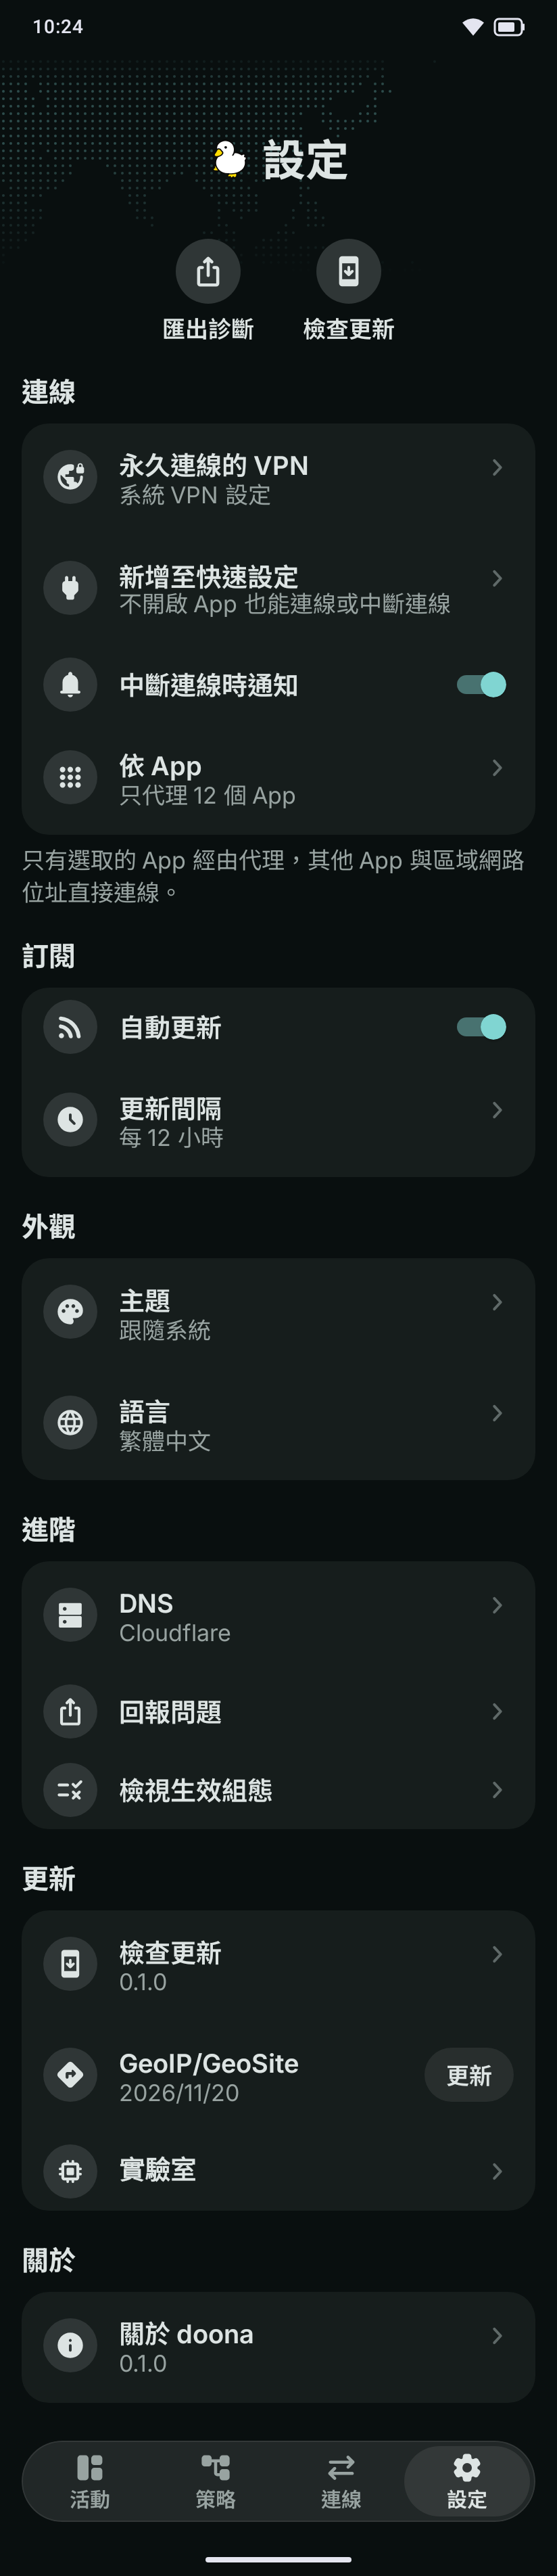 10:24
設定
匯出診斷
檢查更新
連線
永久連線的 VPN
系統 VPN 設定
新增至快速設定
不開啟 App 也能連線或中斷連線
中斷連線時通知
依 App
只代理 12 個 App
只有選取的 App 經由代理，其他 App 與區域網路
位址直接連線。
訂閱
自動更新
更新間隔
每 12 小時
外觀
主題
跟隨系統
語言
繁體中文
進階
DNS
Cloudflare
回報問題
檢視生效組態
更新
檢查更新
0.1.0
GeoIP/GeoSite
2026/11/20
更新
實驗室
關於
關於 doona
0.1.0
活動
策略
連線
設定